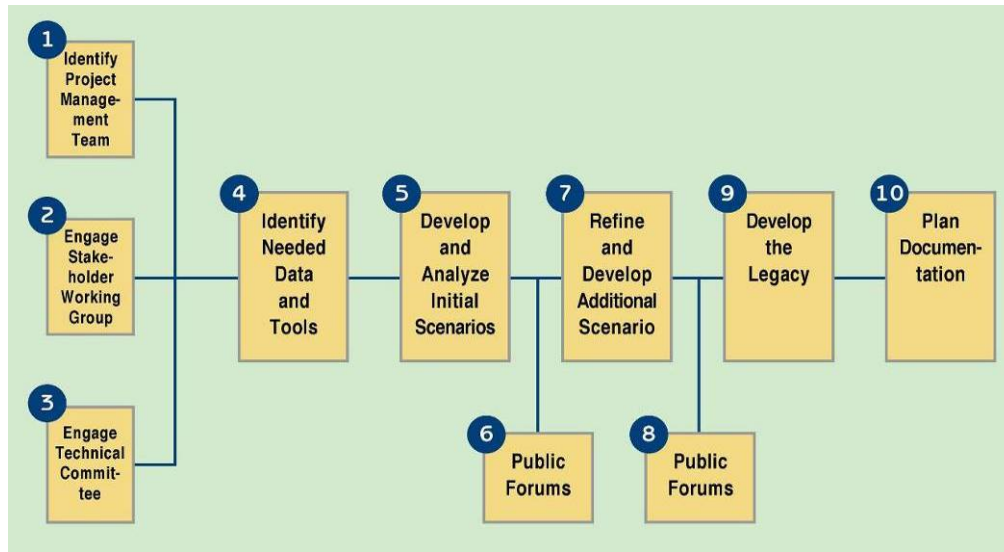 1
Identify
Project
Manage-
ment
Team
2
Engage
Stake-
holder
Working
Group
3
Engage
Technical
Commit-
tee
4
Identify
Needed
Data
and
Tools
5
Develop
and
Analyze
Initial
Scenarios
6
Public
Forums
7
Refine
and
Develop
Additional
Scenario
8
Public
Forums
9
Develop
the
Legacy
10
Plan
Documen-
tation